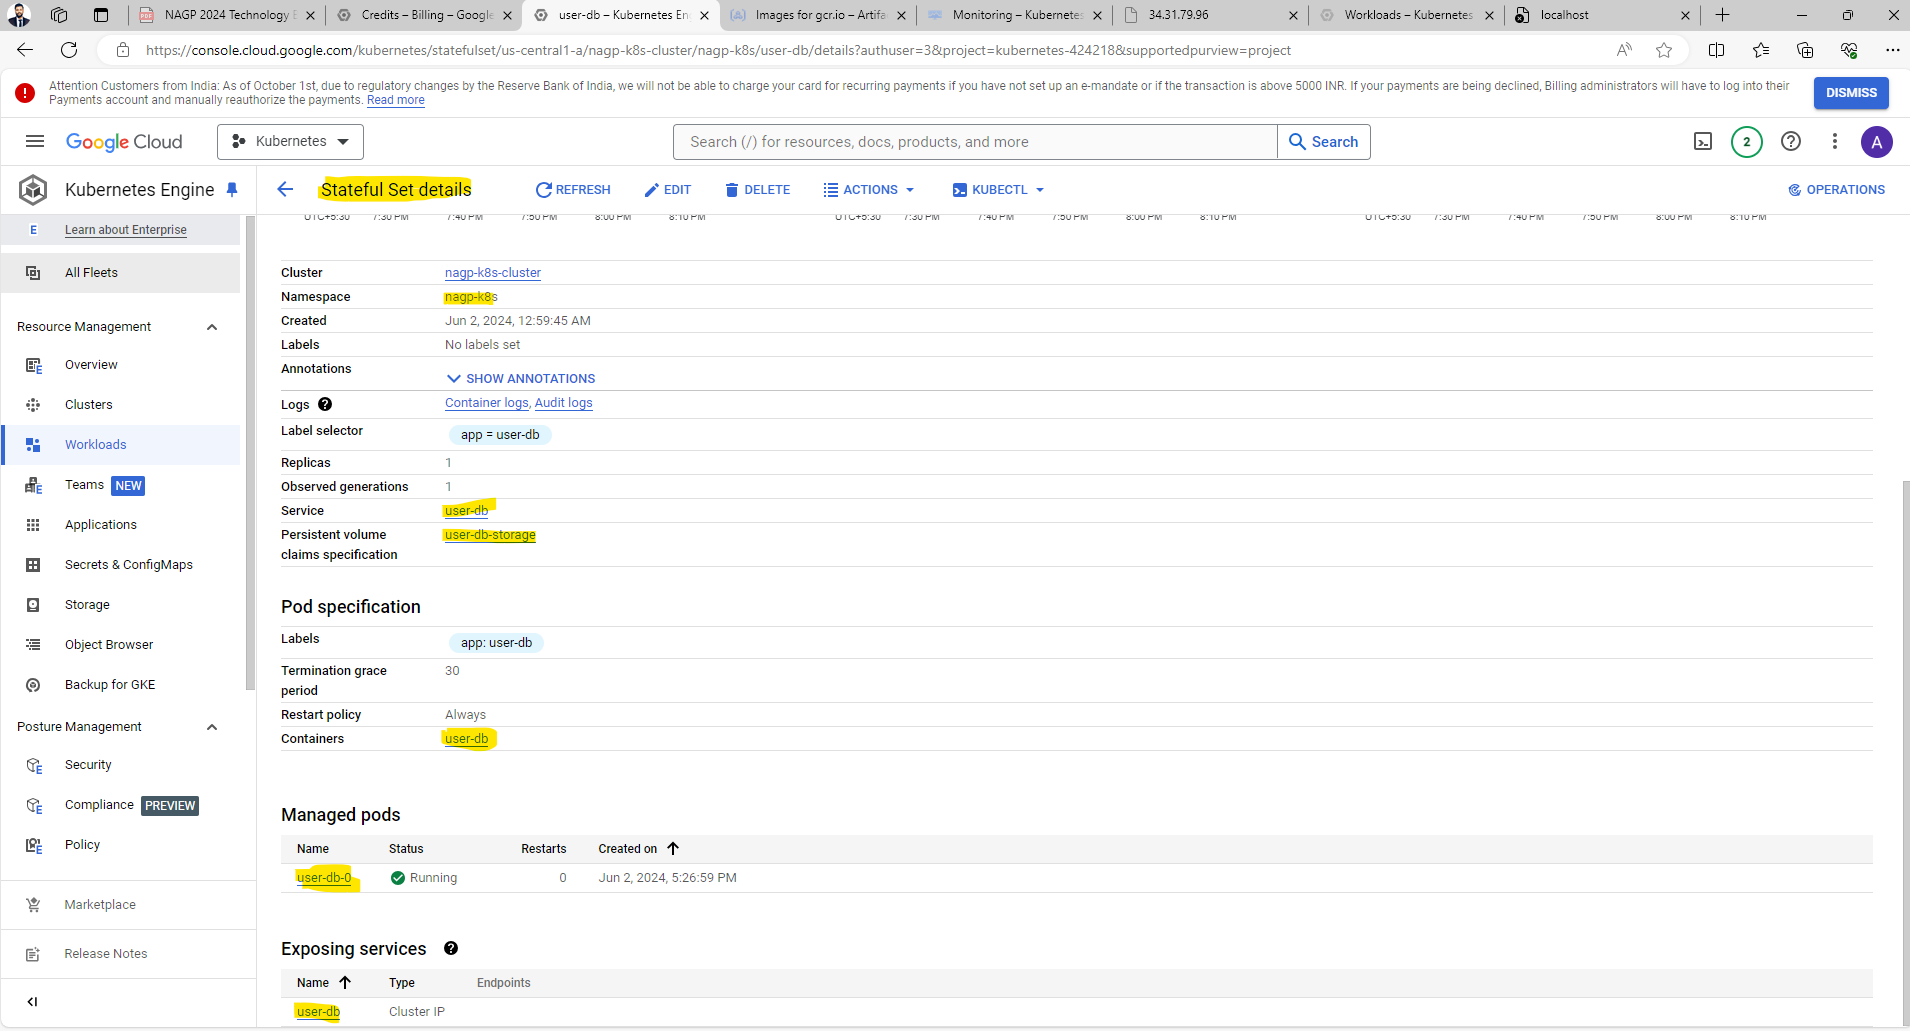 NAGP 2024 Technology E
Credits – Billing – Google
user-db – Kubernetes En
Images for gcr.io – Artifa
Monitoring – Kubernetes
34.31.79.96
Workloads – Kubernetes
localhost
https://console.cloud.google.com/kubernetes/statefulset/us-central1-a/nagp-k8s-cluster/nagp-k8s/user-db/details?authuser=3&project=kubernetes-424218&supportedpurview=project
Attention Customers from India: As of October 1st, due to regulatory changes by the Reserve Bank of India, we will not be able to charge your card for recurring payments if you have not set up an e-mandate or if the transaction is above 5000 INR. If your payments are being declined, Billing administrators will have to log into their
Payments account and manually reauthorize the payments. Read more
DISMISS
Google Cloud
Kubernetes
Search (/) for resources, docs, products, and more
Search
2
A
Kubernetes Engine
Stateful Set details
REFRESH
EDIT
DELETE
ACTIONS
KUBECTL
OPERATIONS
E Learn about Enterprise
All Fleets
Resource Management
Overview
Clusters
Workloads
Teams NEW
Applications
Secrets & ConfigMaps
Storage
Object Browser
Backup for GKE
Posture Management
Security
Compliance PREVIEW
Policy
Marketplace
Release Notes
UTC+5:30 7:30 PM 7:40 PM 7:50 PM 8:00 PM 8:10 PM
UTC+5:30 7:30 PM 7:40 PM 7:50 PM 8:00 PM 8:10 PM
UTC+5:30 7:30 PM 7:40 PM 7:50 PM 8:00 PM 8:10 PM
Cluster nagp-k8s-cluster
Namespace nagp-k8s
Created Jun 2, 2024, 12:59:45 AM
Labels No labels set
Annotations
SHOW ANNOTATIONS
Logs Container logs, Audit logs
Label selector app = user-db
Replicas 1
Observed generations 1
Service user-db
Persistent volume user-db-storage
claims specification
Pod specification
Labels app: user-db
Termination grace 30
period
Restart policy Always
Containers user-db
Managed pods
Name Status Restarts Created on
user-db-0 Running 0 Jun 2, 2024, 5:26:59 PM
Exposing services
Name Type Endpoints
user-db Cluster IP